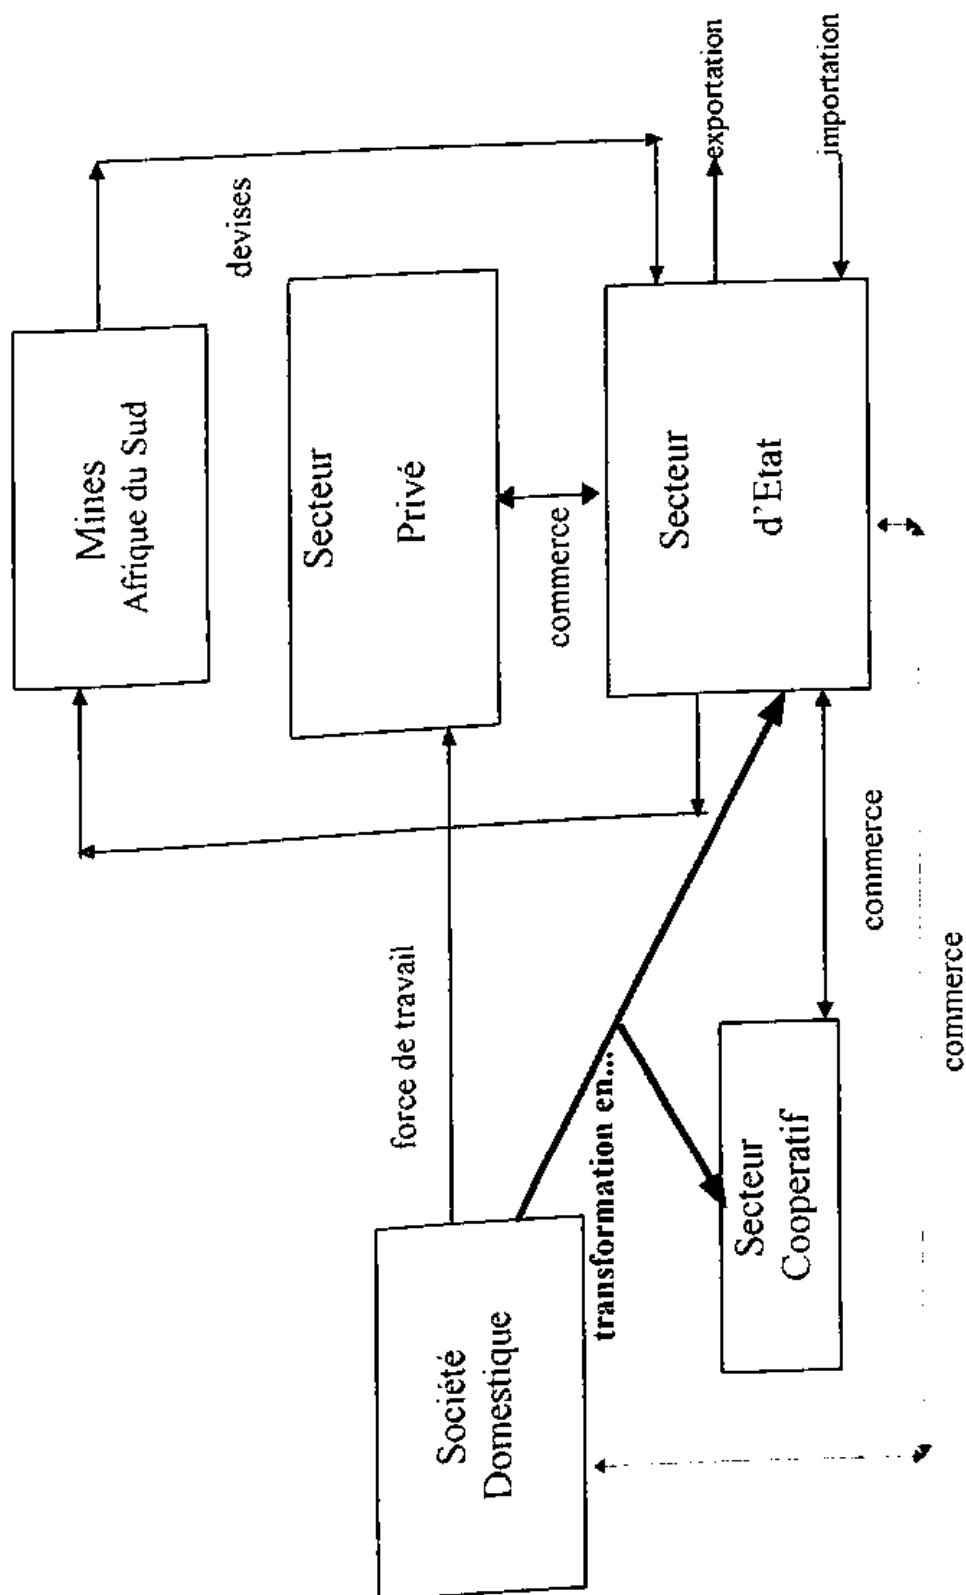 Mines
Afrique du Sud
devises
Secteur
Privé
exportation
importation
commerce
Secteur
d'Etat
force de travail
Société
Domestique
transformation en...
Secteur
Cooperatif
commerce
commerce